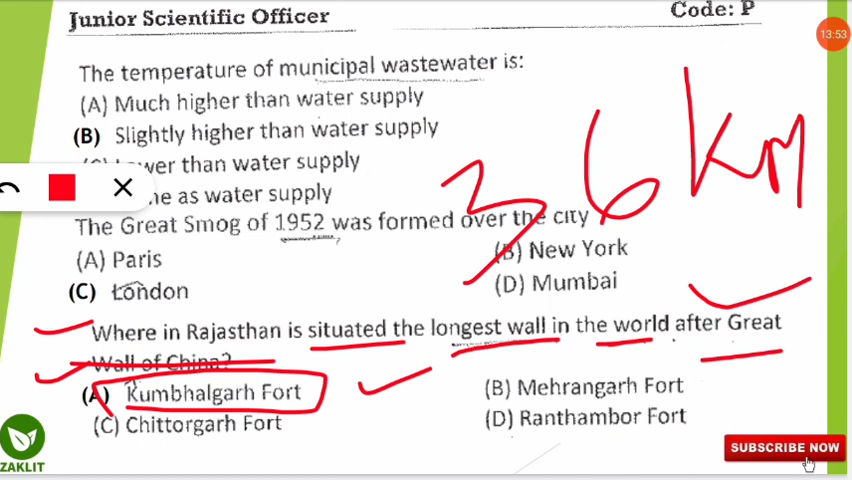 Junior Scientific Officer
Code: P
13:53
The temperature of municipal wastewater is:
(A) Much higher than water supply
(B) Slightly higher than water supply
wer than water supply
e as water supply
36 KM
The Great Smog of 1952 was formed over the city
(A) Paris
(B) New York
(C) London
(D) Mumbai
Where in Rajasthan is situated the longest wall in the world after Great
Wall of China?
(A) Kumbhalgarh Fort
(B) Mehrangarh Fort
(C) Chittorgarh Fort
(D) Ranthambor Fort
ZAKLIT
SUBSCRIBE NOW